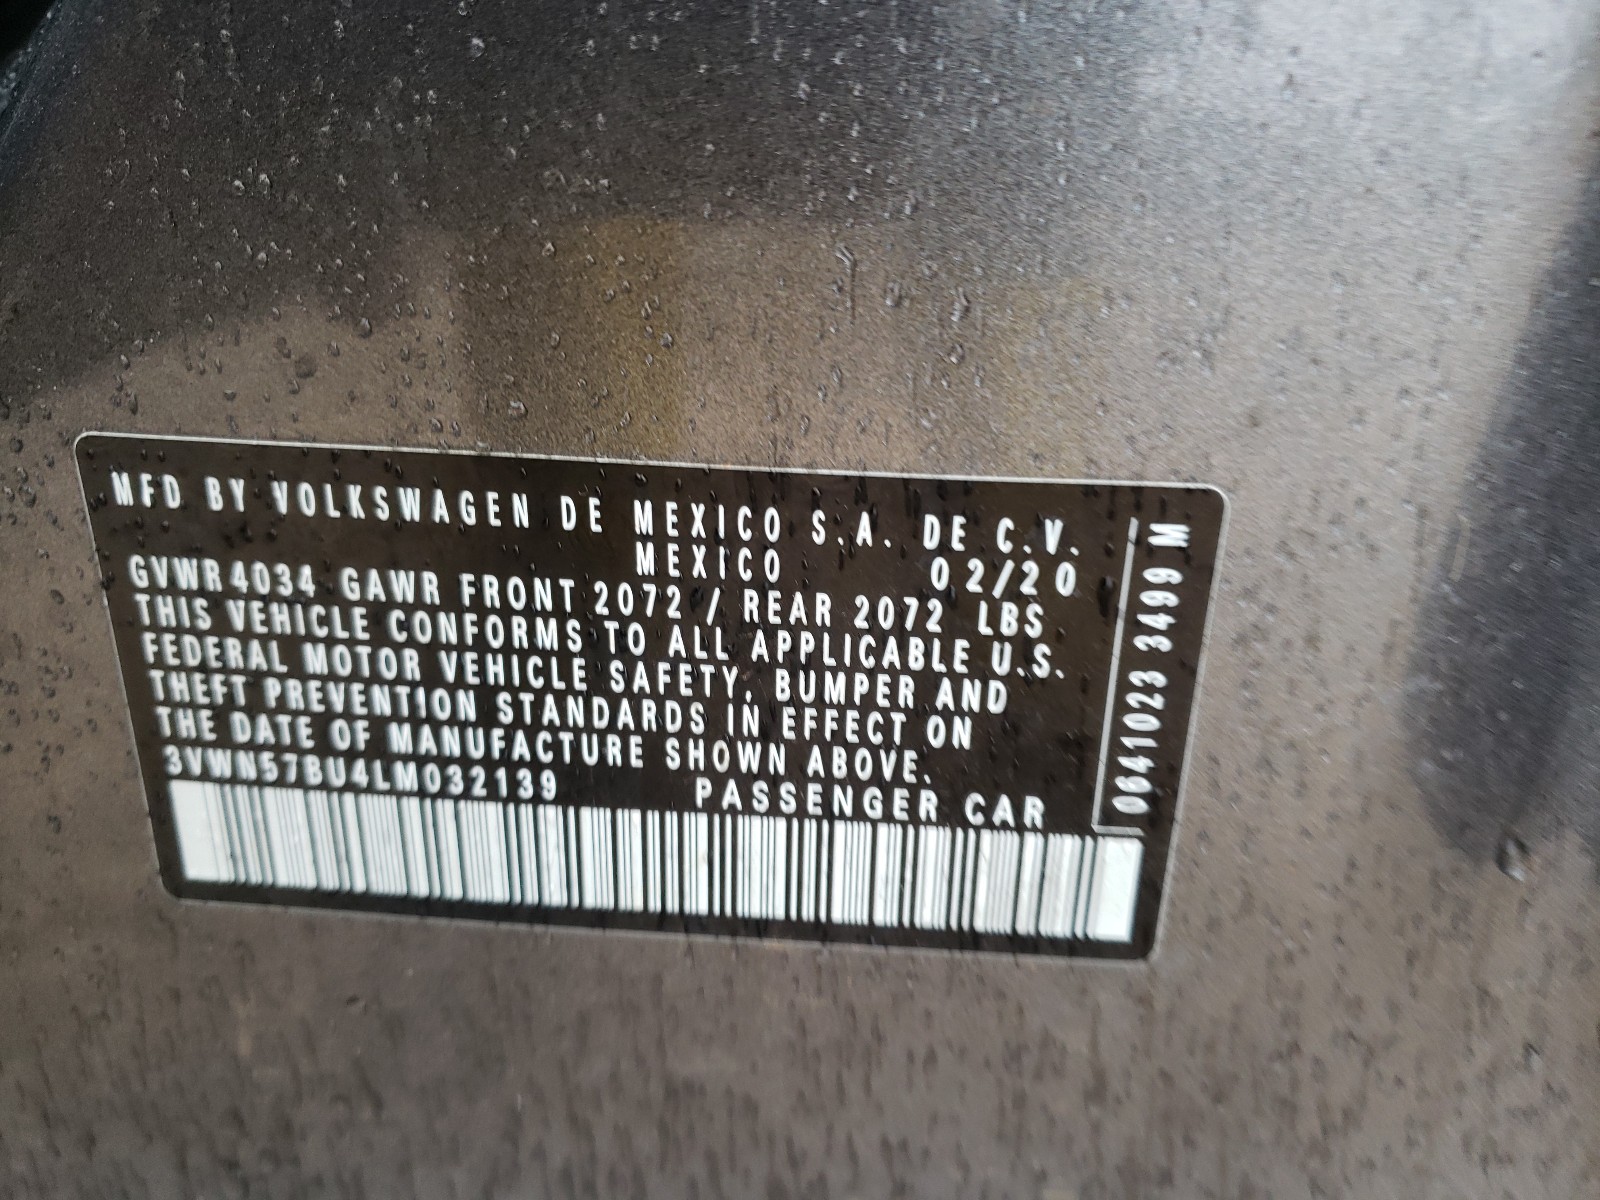 MFD BY VOLKSWAGEN DE MEXICO S.A. DE C.V.
MEXICO 02/20
GVWR 4034 GAWR FRONT 2072 / REAR 2072 LBS
THIS VEHICLE CONFORMS TO ALL APPLICABLE U.S.
FEDERAL MOTOR VEHICLE SAFETY, BUMPER AND
THEFT PREVENTION STANDARDS IN EFFECT ON
THE DATE OF MANUFACTURE SHOWN ABOVE.
3VWN57BU4LM032139 PASSENGER CAR
0641023 3499 M